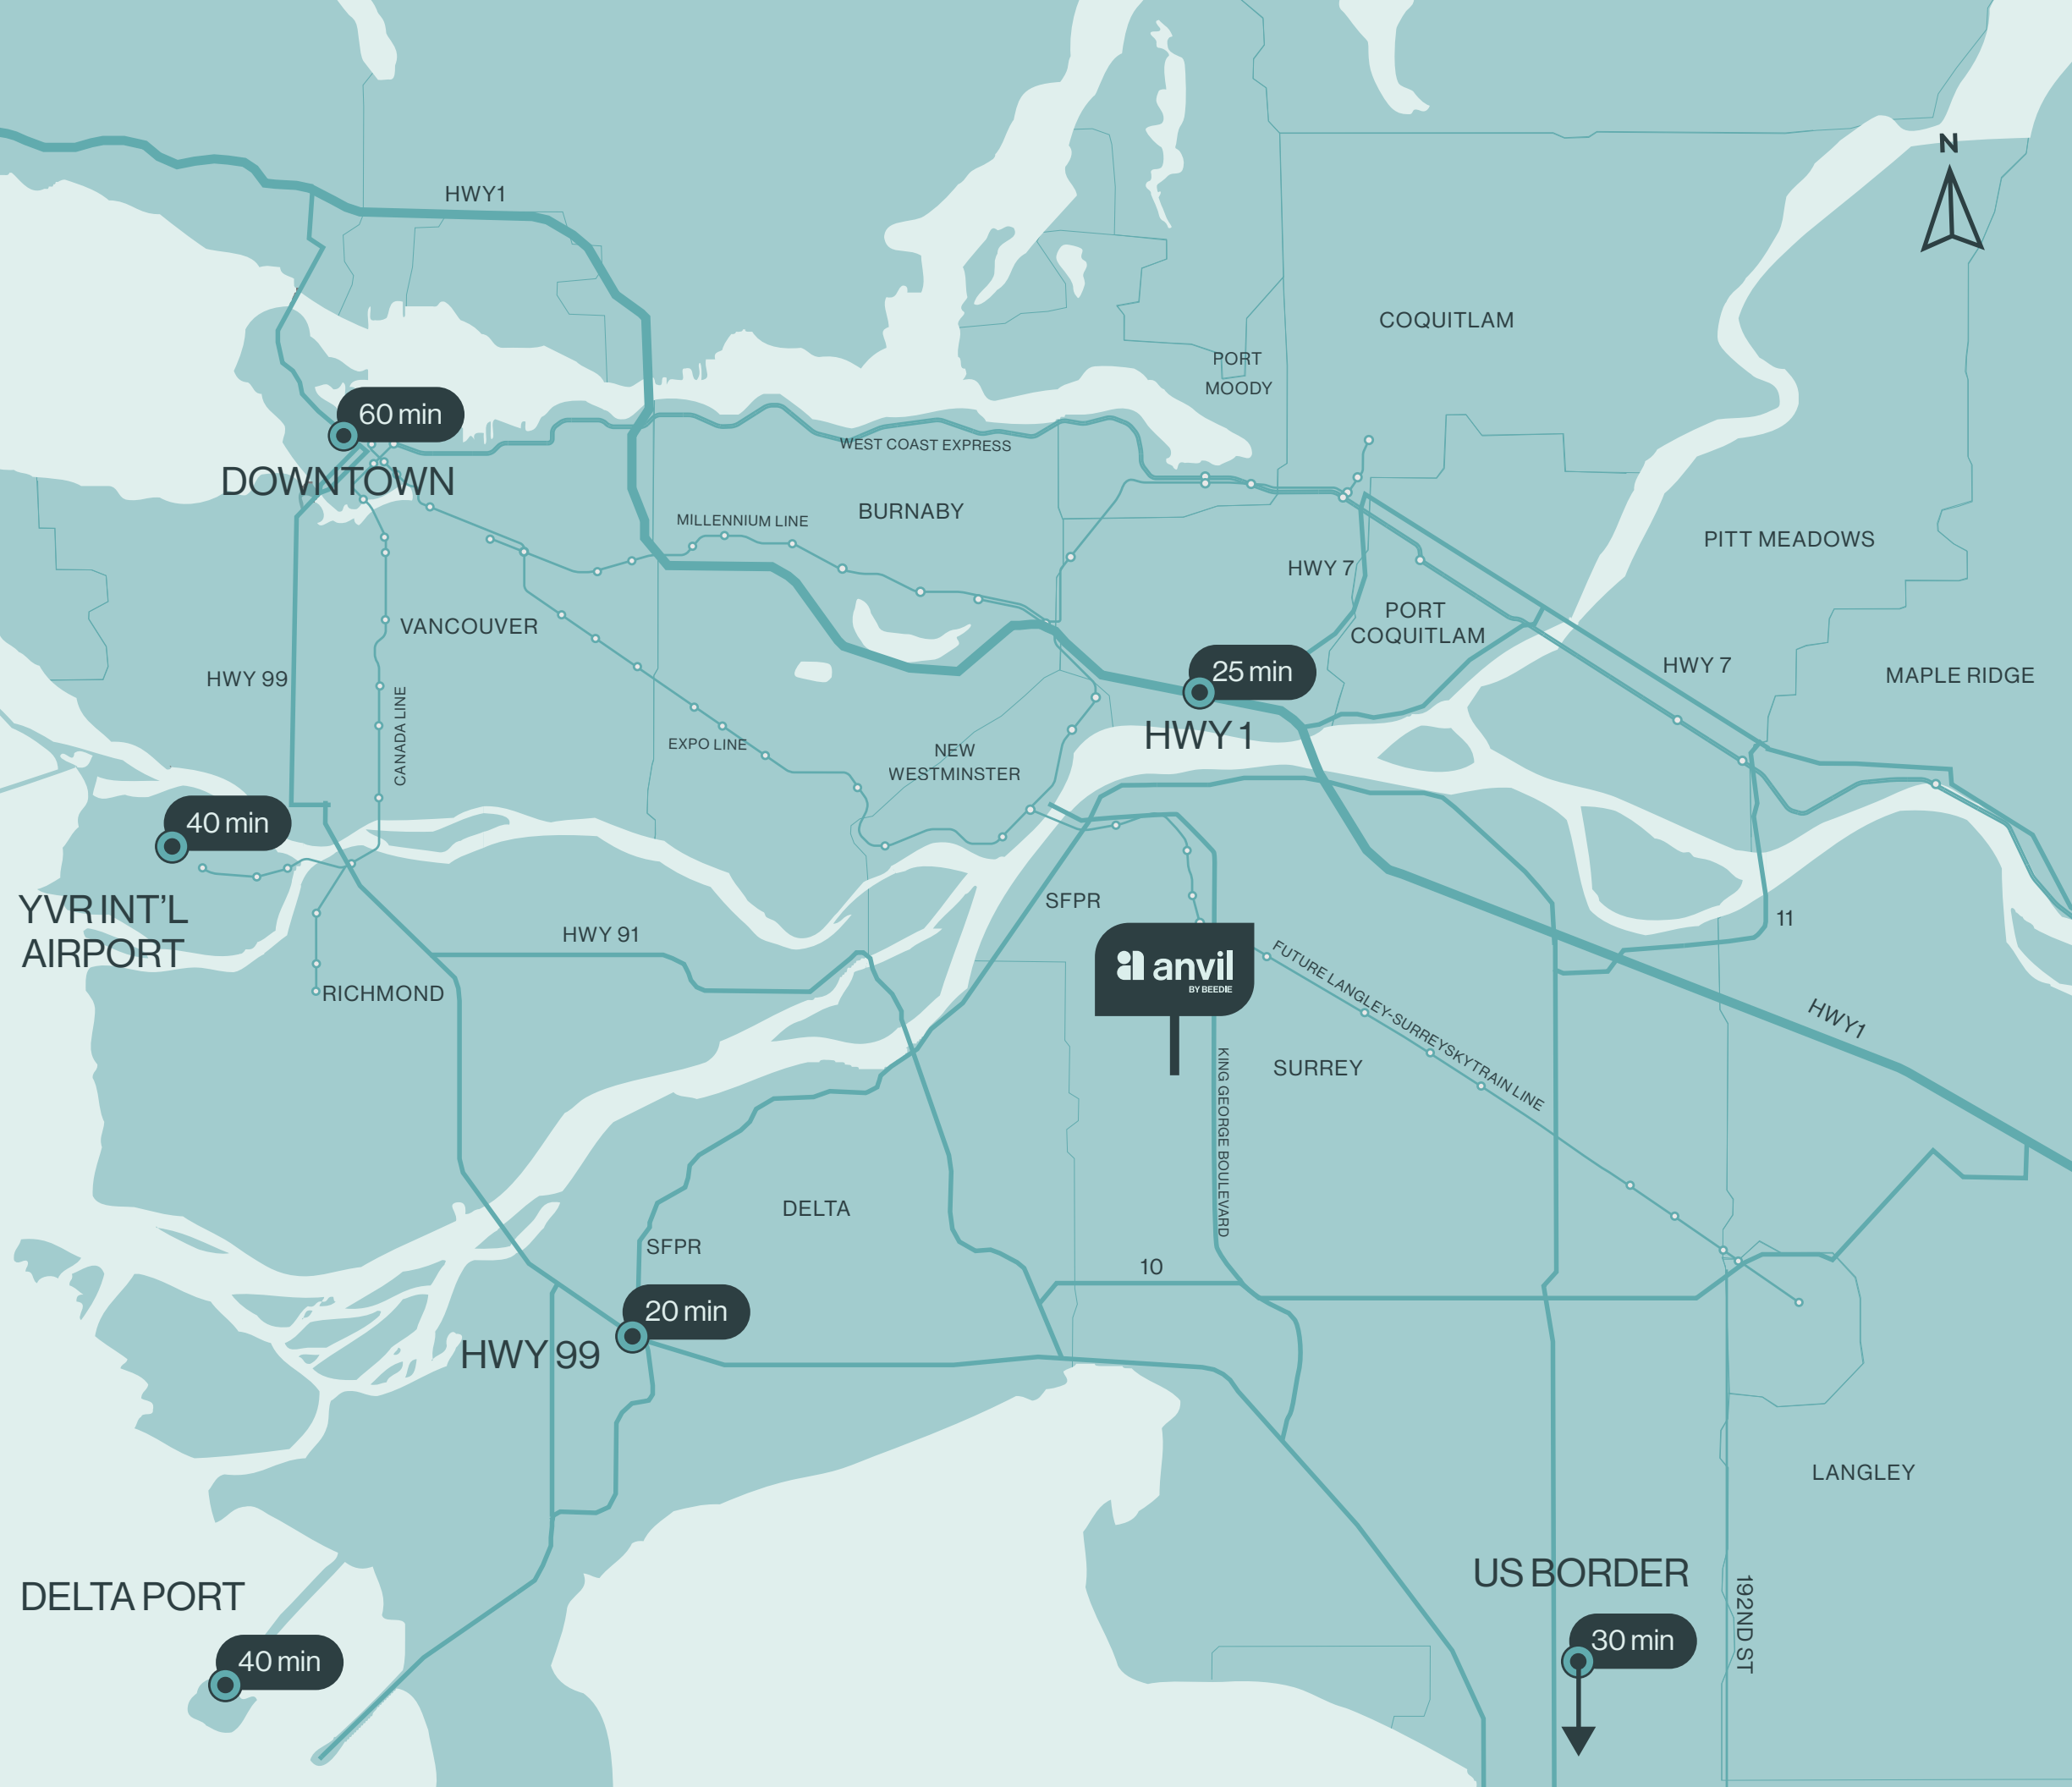 N
HWY1
COQUITLAM
PORT
MOODY
60 min
DOWNTOWN
WEST COAST EXPRESS
BURNABY
MILLENNIUM LINE
PITT MEADOWS
HWY 7
PORT
COQUITLAM
VANCOUVER
HWY 99
CANADA LINE
25 min
HWY 1
HWY 7
MAPLE RIDGE
EXPO LINE
NEW
WESTMINSTER
40 min
YVR INT'L
AIRPORT
SFPR
11
HWY 91
RICHMOND
anvil
BY BEEDIE
FUTURE LANGLEY-SURREYSKYTRAIN LINE
HWY1
KING GEORGE BOULEVARD
SURREY
DELTA
SFPR
10
20 min
HWY 99
LANGLEY
US BORDER
30 min
192ND ST
DELTA PORT
40 min